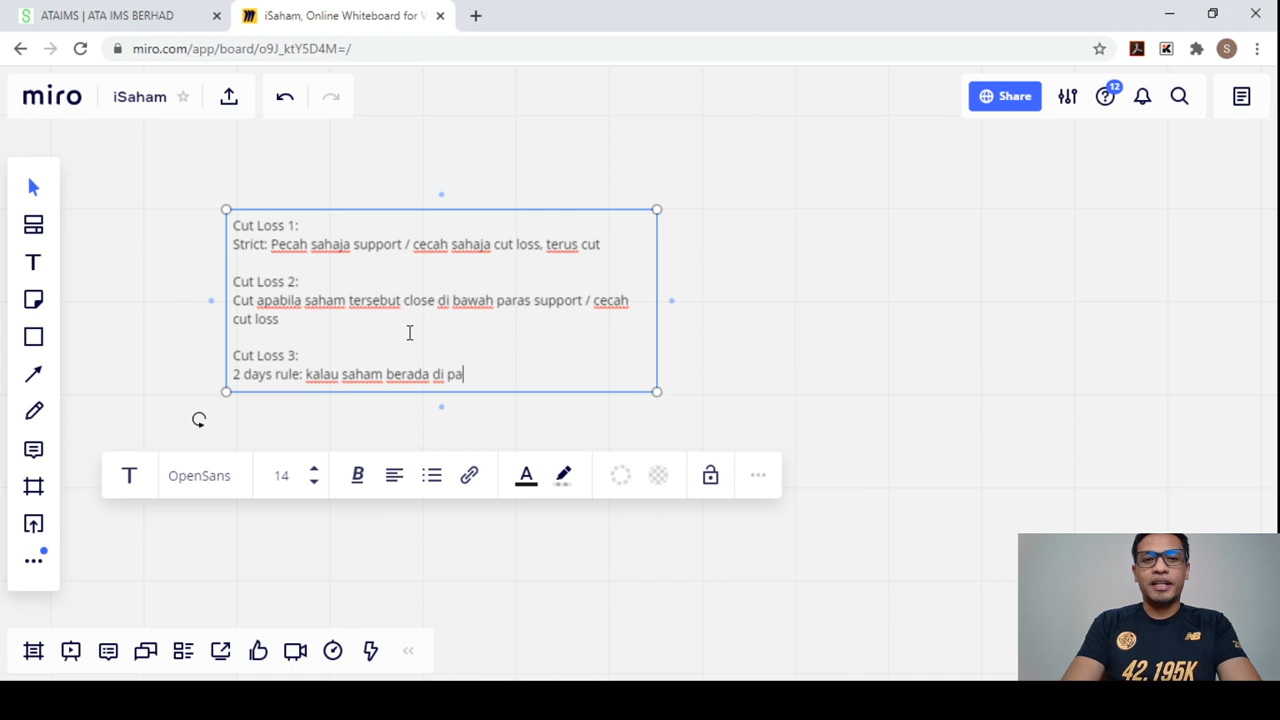 ATAIMS | ATA IMS BERHAD
iSaham, Online Whiteboard for V
miro.com/app/board/o9J_ktY5D4M=/
S
miro
iSaham
Share
12
Cut Loss 1:
Strict: Pecah sahaja support / cecah sahaja cut loss, terus cut
Cut Loss 2:
Cut apabila saham tersebut close di bawah paras support / cecah
cut loss
Cut Loss 3:
2 days rule: kalau saham berada di pa
T
OpenSans
14
B
A
NB
42.195K